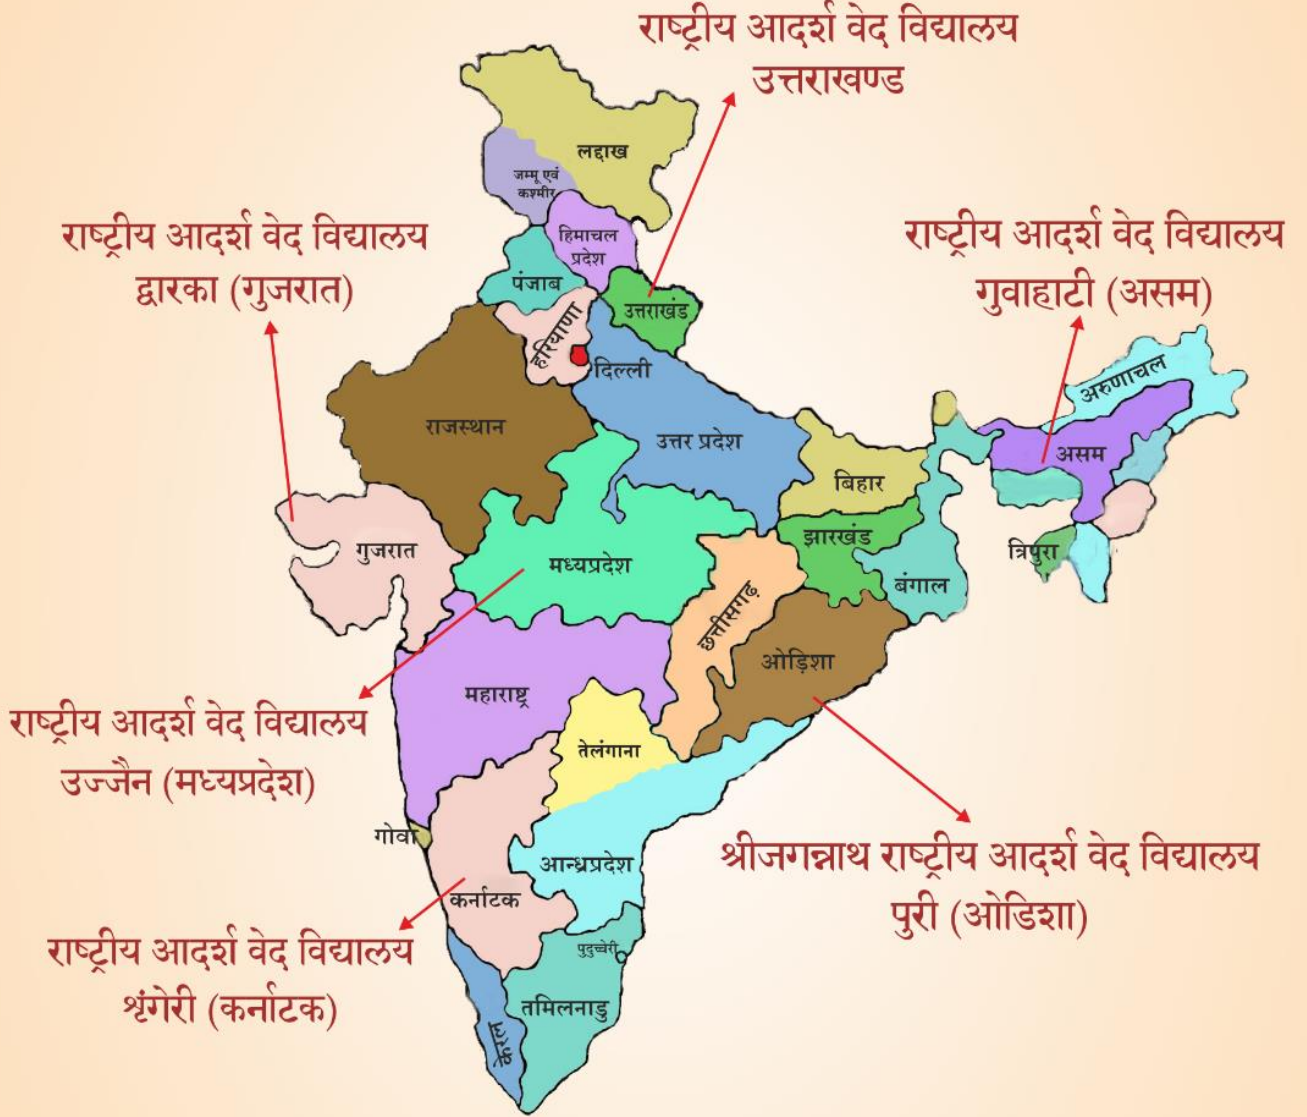 राष्ट्रीय आदर्श वेद विद्यालय
उत्तराखण्ड
लद्दाख
जम्मू एवं
कश्मीर
राष्ट्रीय आदर्श वेद विद्यालय
द्वारका (गुजरात)
हिमाचल
प्रदेश
राष्ट्रीय आदर्श वेद विद्यालय
गुवाहाटी (असम)
पंजाब
उत्तराखंड
हरियाणा
दिल्ली
अरुणाचल
राजस्थान
उत्तर प्रदेश
बिहार
असम
गुजरात
मध्यप्रदेश
झारखंड
त्रिपुरा
बंगाल
छत्तीसगढ़
ओड़िशा
महाराष्ट्र
राष्ट्रीय आदर्श वेद विद्यालय
उज्जैन (मध्यप्रदेश)
तेलंगाना
गोवा
आन्ध्रप्रदेश
श्रीजगन्नाथ राष्ट्रीय आदर्श वेद विद्यालय
पुरी (ओडिशा)
कर्नाटक
राष्ट्रीय आदर्श वेद विद्यालय
शृंगेरी (कर्नाटक)
पुदुच्चेरी
तमिलनाडु
केरल